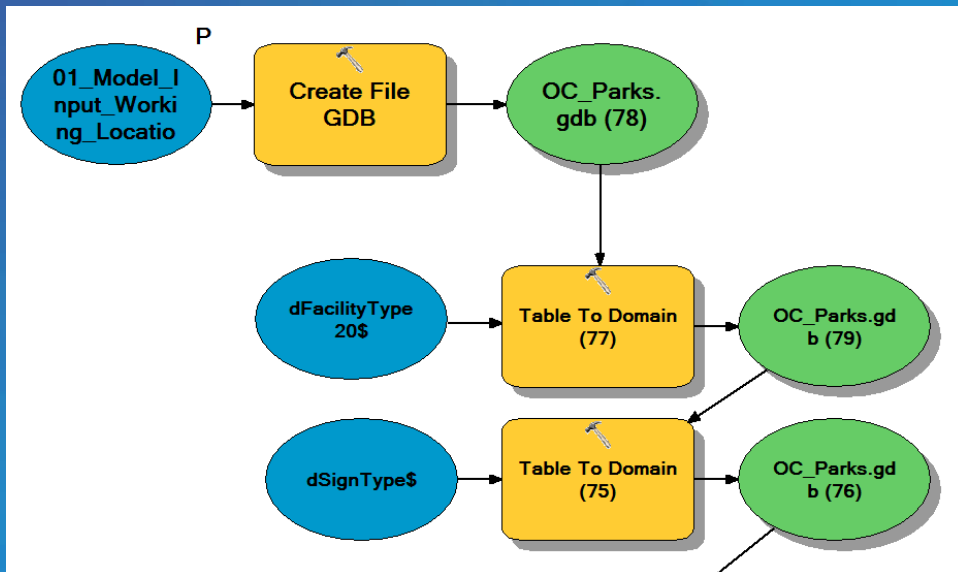 P
01_Model_I
nput_Worki
ng_Locatio
Create File
GDB
OC_Parks.
gdb (78)
dFacilityType
20$
Table To Domain
(77)
OC_Parks.gd
b (79)
dSignType$
Table To Domain
(75)
OC_Parks.gd
b (76)